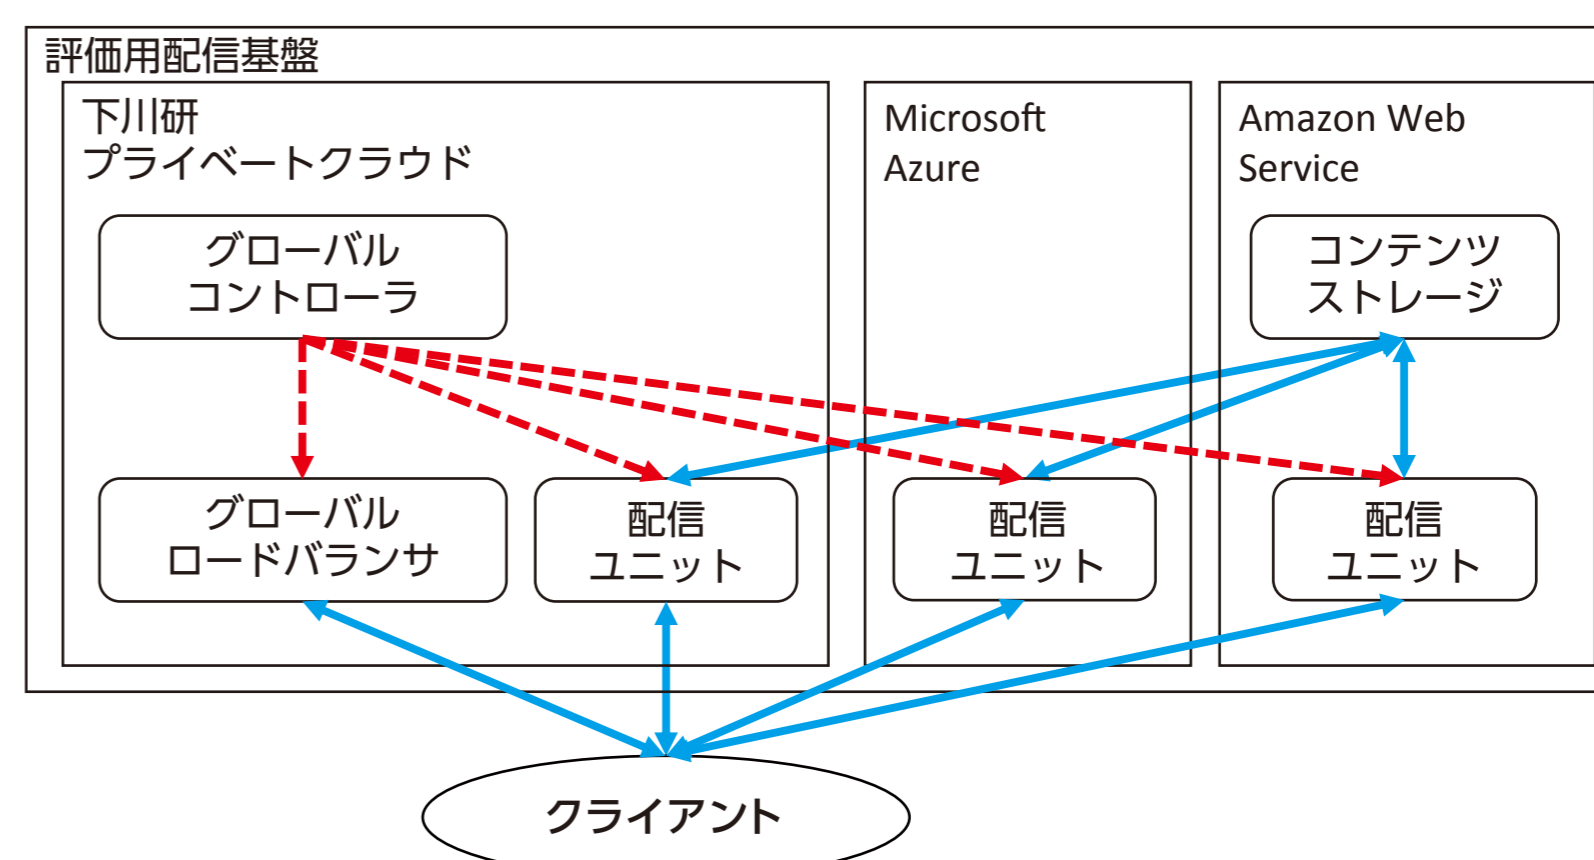 評価用配信基盤
下川研
プライベートクラウド
Microsoft
Azure
Amazon Web
Service
グローバル
コントローラ
コンテンツ
ストレージ
グローバル
ロードバランサ
配信
ユニット
配信
ユニット
配信
ユニット
クライアント